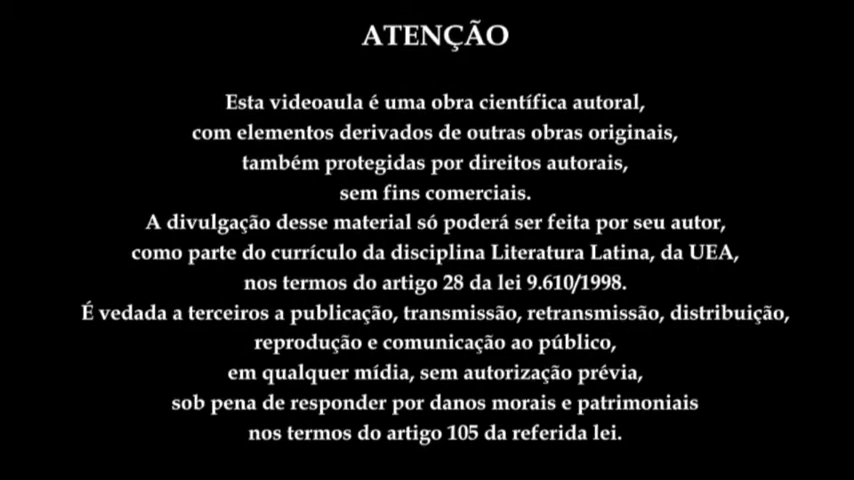 ATENÇÃO
Esta videoaula é uma obra científica autoral,
com elementos derivados de outras obras originais,
também protegidas por direitos autorais,
sem fins comerciais.
A divulgação desse material só poderá ser feita por seu autor,
como parte do currículo da disciplina Literatura Latina, da UEA,
nos termos do artigo 28 da lei 9.610/1998.
É vedada a terceiros a publicação, transmissão, retransmissão, distribuição,
reprodução e comunicação ao público,
em qualquer mídia, sem autorização prévia,
sob pena de responder por danos morais e patrimoniais
nos termos do artigo 105 da referida lei.